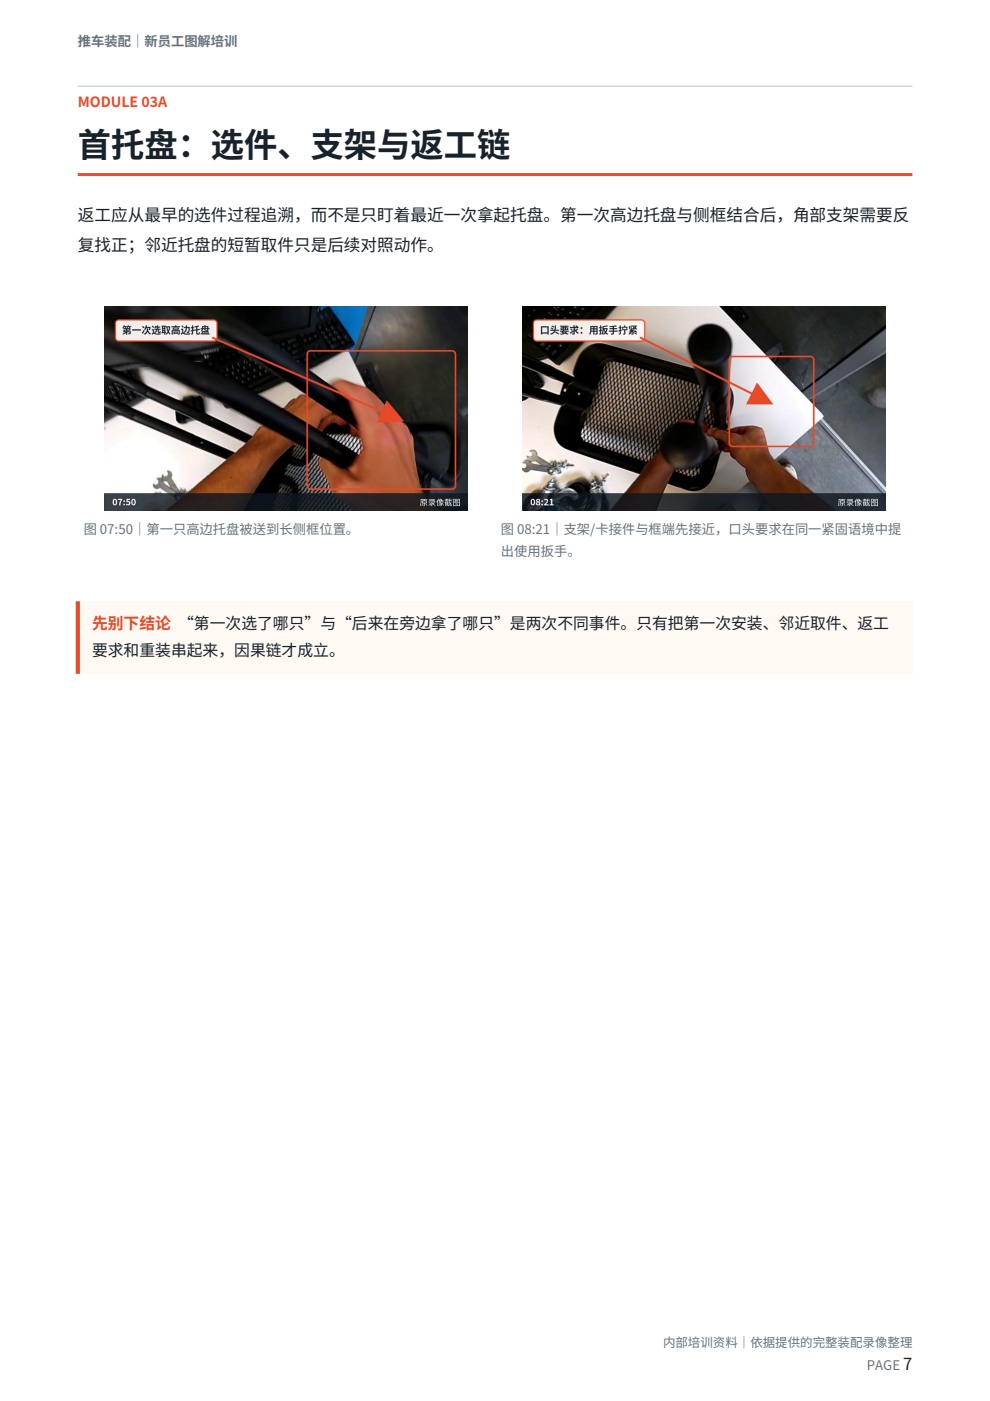 推车装配｜新员工图解培训
MODULE 03A
首托盘：选件、支架与返工链
返工应从最早的选件过程追溯，而不是只盯着最近一次拿起托盘。第一次高边托盘与侧框结合后，角部支架需要反
复找正；邻近托盘的短暂取件只是后续对照动作。
第一次选取高边托盘
07:50
原录像截图
口头要求：用扳手拧紧
08:21
原录像截图
图 07:50｜第一只高边托盘被送到长侧框位置。
图 08:21｜支架/卡接件与框端先接近，口头要求在同一紧固语境中提
出使用扳手。
先别下结论 “第一次选了哪只”与“后来在旁边拿了哪只”是两次不同事件。只有把第一次安装、邻近取件、返工
要求和重装串起来，因果链才成立。
内部培训资料｜依据提供的完整装配录像整理
PAGE 7